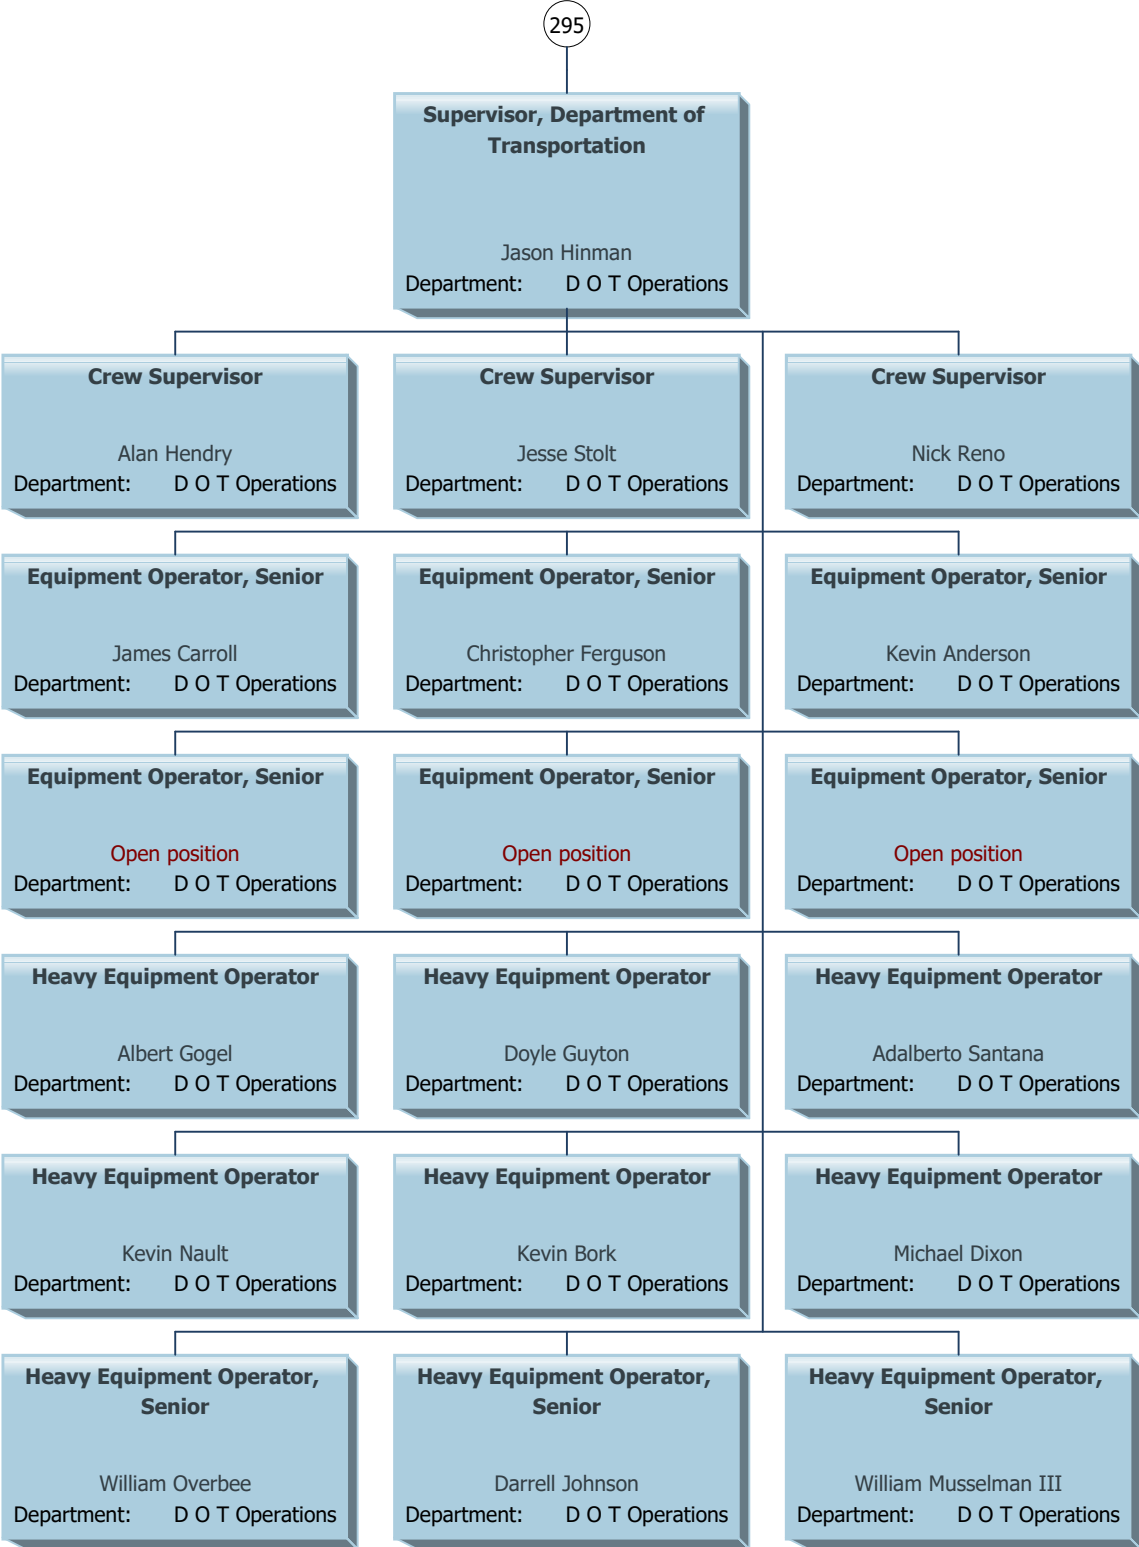 295
Supervisor, Department of
Transportation
Jason Hinman
Department: D O T Operations
Crew Supervisor
Alan Hendry
Department: D O T Operations
Crew Supervisor
Jesse Stolt
Department: D O T Operations
Crew Supervisor
Nick Reno
Department: D O T Operations
Equipment Operator, Senior
James Carroll
Department: D O T Operations
Equipment Operator, Senior
Christopher Ferguson
Department: D O T Operations
Equipment Operator, Senior
Kevin Anderson
Department: D O T Operations
Equipment Operator, Senior
Open position
Department: D O T Operations
Equipment Operator, Senior
Open position
Department: D O T Operations
Equipment Operator, Senior
Open position
Department: D O T Operations
Heavy Equipment Operator
Albert Gogel
Department: D O T Operations
Heavy Equipment Operator
Doyle Guyton
Department: D O T Operations
Heavy Equipment Operator
Adalberto Santana
Department: D O T Operations
Heavy Equipment Operator
Kevin Nault
Department: D O T Operations
Heavy Equipment Operator
Kevin Bork
Department: D O T Operations
Heavy Equipment Operator
Michael Dixon
Department: D O T Operations
Heavy Equipment Operator,
Senior
William Overbee
Department: D O T Operations
Heavy Equipment Operator,
Senior
Darrell Johnson
Department: D O T Operations
Heavy Equipment Operator,
Senior
William Musselman III
Department: D O T Operations